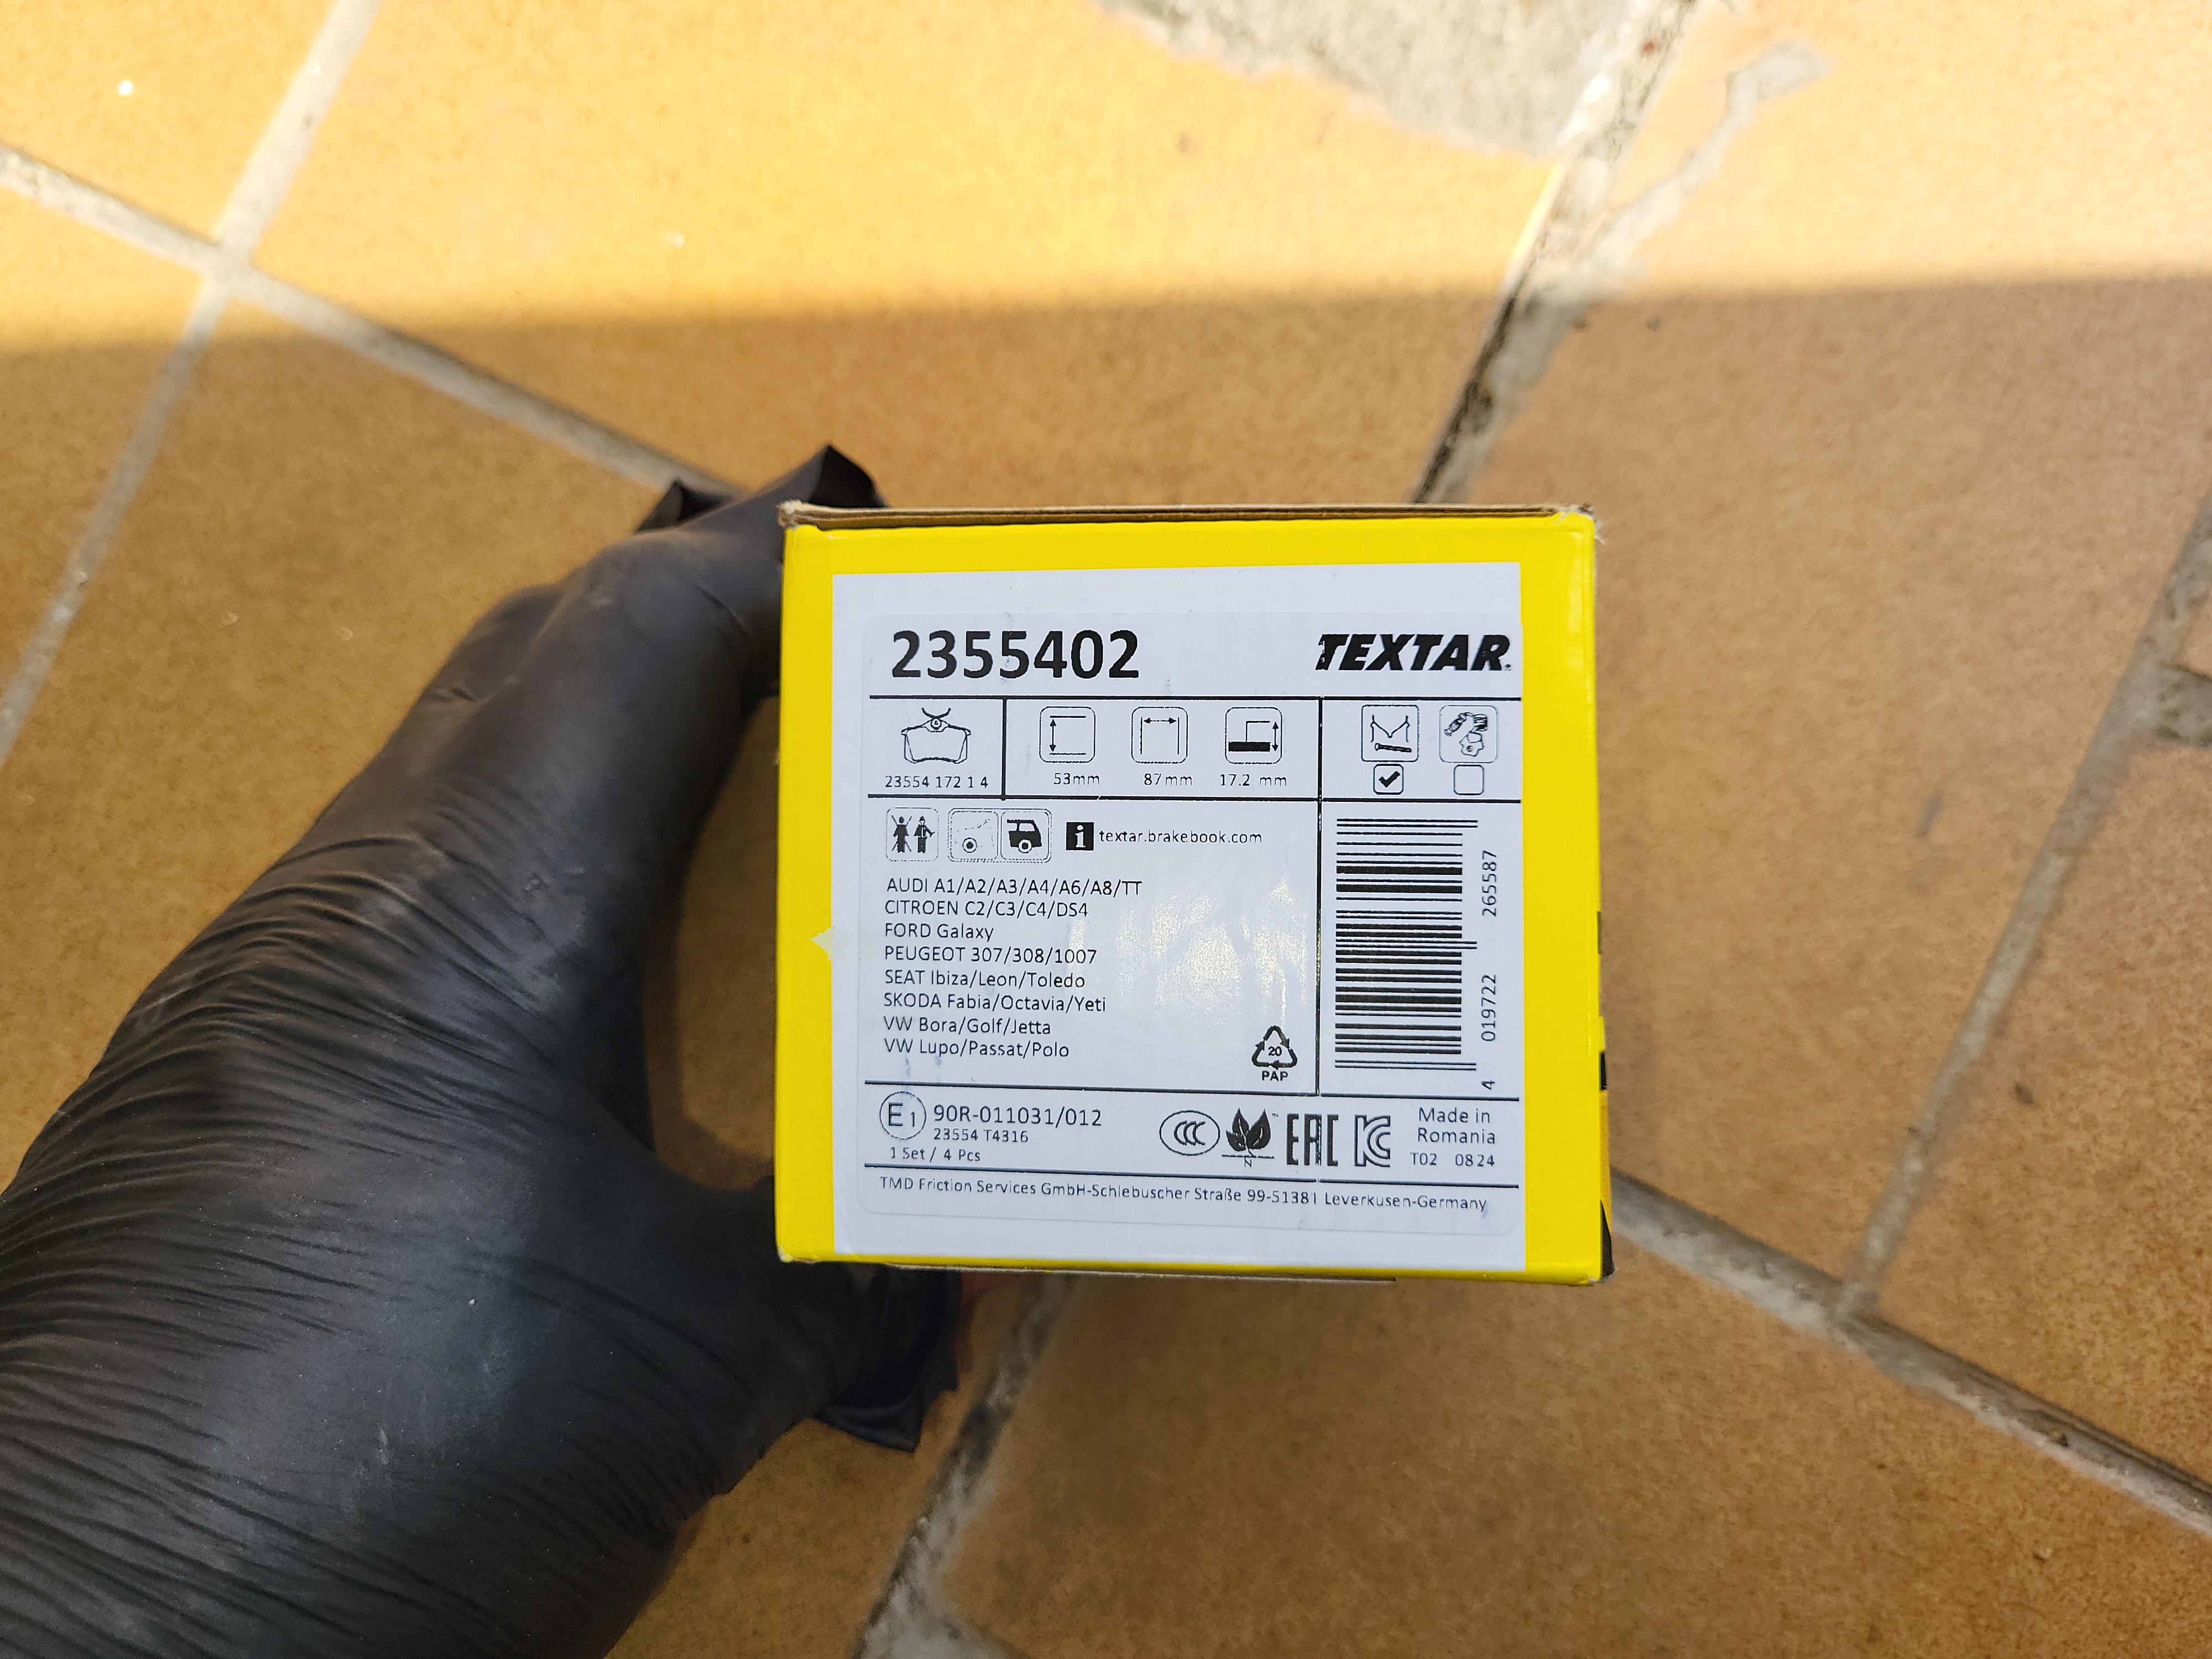 2355402
TEXTAR
23554 172 1 4
53mm
87mm
17.2 mm
i textar.brakebook.com
AUDI A1/A2/A3/A4/A6/A8/TT
CITROEN C2/C3/C4/DS4
FORD Galaxy
PEUGEOT 307/308/1007
SEAT Ibiza/Leon/Toledo
SKODA Fabia/Octavia/Yeti
VW Bora/Golf/Jetta
VW Lupo/Passat/Polo
20
PAP
4 019722 265587
E1 90R-011031/012
23554 T4316
1 Set / 4 Pcs
CCC
N
EAC
KC
Made in
Romania
T02 0824
TMD Friction Services GmbH-Schlebuscher Straße 99-51381 Leverkusen-Germany